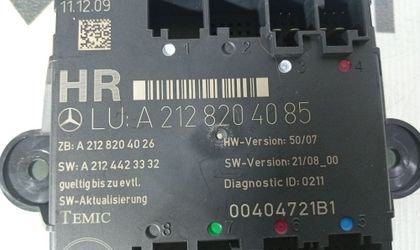 11.12.09
1 2 3 4
HR
LU: A 212 820 40 85
ZB: A 212 820 40 26
HW-Version: 50/07
SW: A 212 442 33 32
SW-Version: 21/08_00
gueltig bis zu evtl.
Diagnostic ID: 0211
SW-Aktualisierung
TEMIC
00404721B1
8 7 6 5